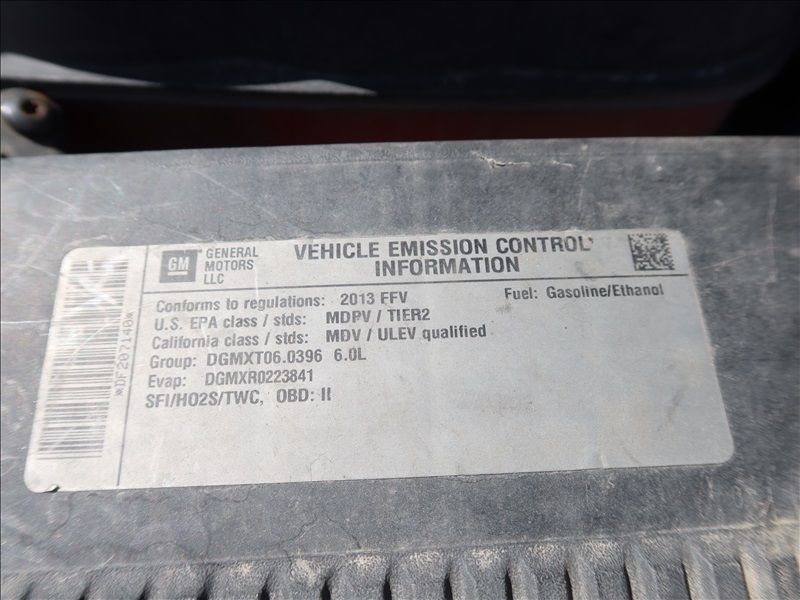 GM
GENERAL
MOTORS
LLC
VEHICLE EMISSION CONTROL
INFORMATION
Conforms to regulations: 2013 FFV
Fuel: Gasoline/Ethanol
U.S. EPA class / stds: MDPV / TIER2
California class / stds: MDV / ULEV qualified
Group: DGMXT06.0396 6.0L
Evap: DGMXR0223841
SFI/HO2S/TWC, OBD: II
*DF207140*